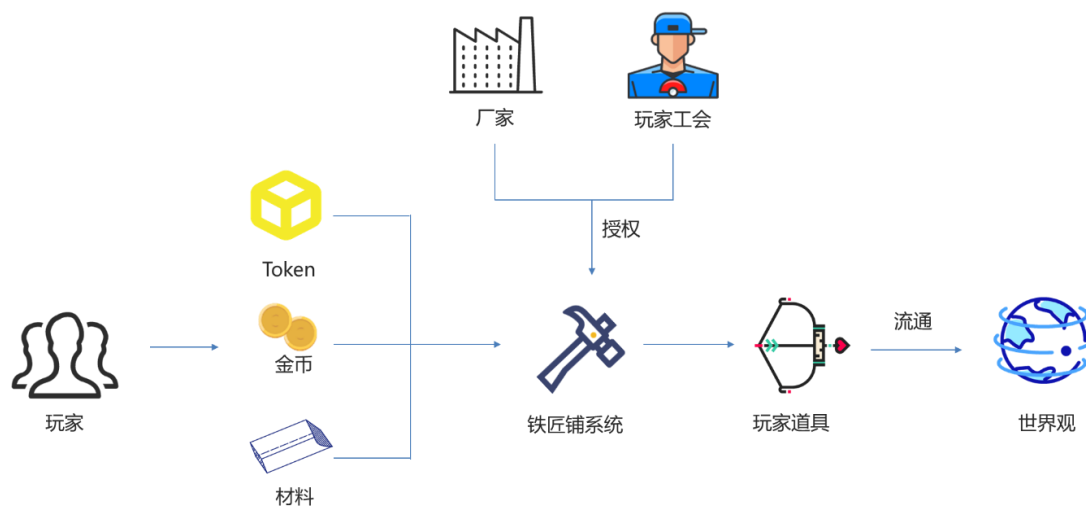 厂家
玩家工会
授权
Token
金币
材料
玩家
铁匠铺系统
玩家道具
流通
世界观